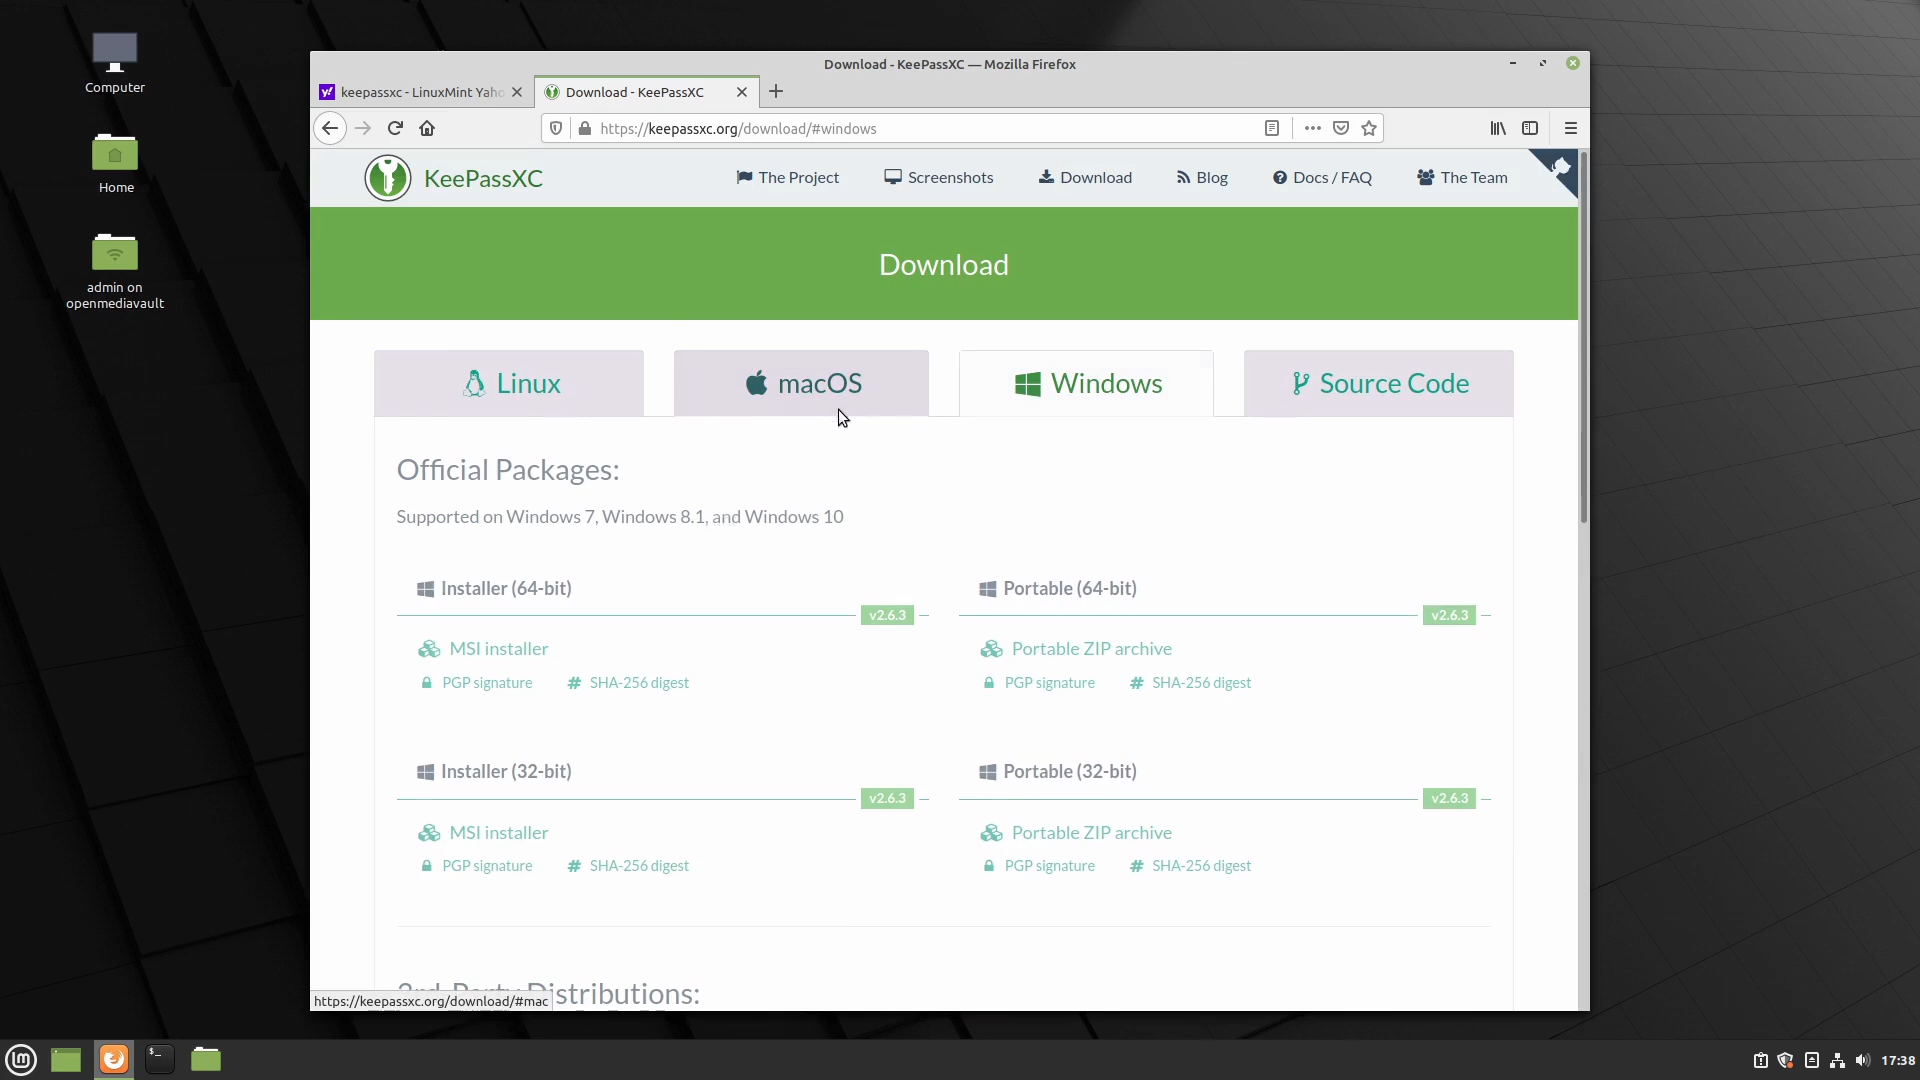 Computer
Home
admin on
openmediavault
Download - KeePassXC — Mozilla Firefox
keepassxc - LinuxMint Yaho
Download - KeePassXC
https://keepassxc.org/download/#windows
KeePassXC
The Project
Screenshots
Download
Blog
Docs / FAQ
The Team
Download
Linux
macOS
Windows
Source Code
Official Packages:
Supported on Windows 7, Windows 8.1, and Windows 10
Installer (64-bit)
v2.6.3
MSI installer
PGP signature
# SHA-256 digest
Portable (64-bit)
v2.6.3
Portable ZIP archive
PGP signature
# SHA-256 digest
Installer (32-bit)
v2.6.3
MSI installer
PGP signature
# SHA-256 digest
Portable (32-bit)
v2.6.3
Portable ZIP archive
PGP signature
# SHA-256 digest
3rd-Party Distributions:
https://keepassxc.org/download/#mac
17:38